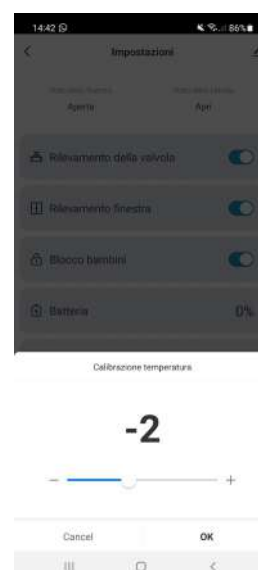 14:42
86%
Impostazioni
Aperta
Apri
Rilevamento della valvola
Rilevamento finestra
Blocco bambini
Batteria
0%
Calibrazione temperatura
-2
Cancel
OK